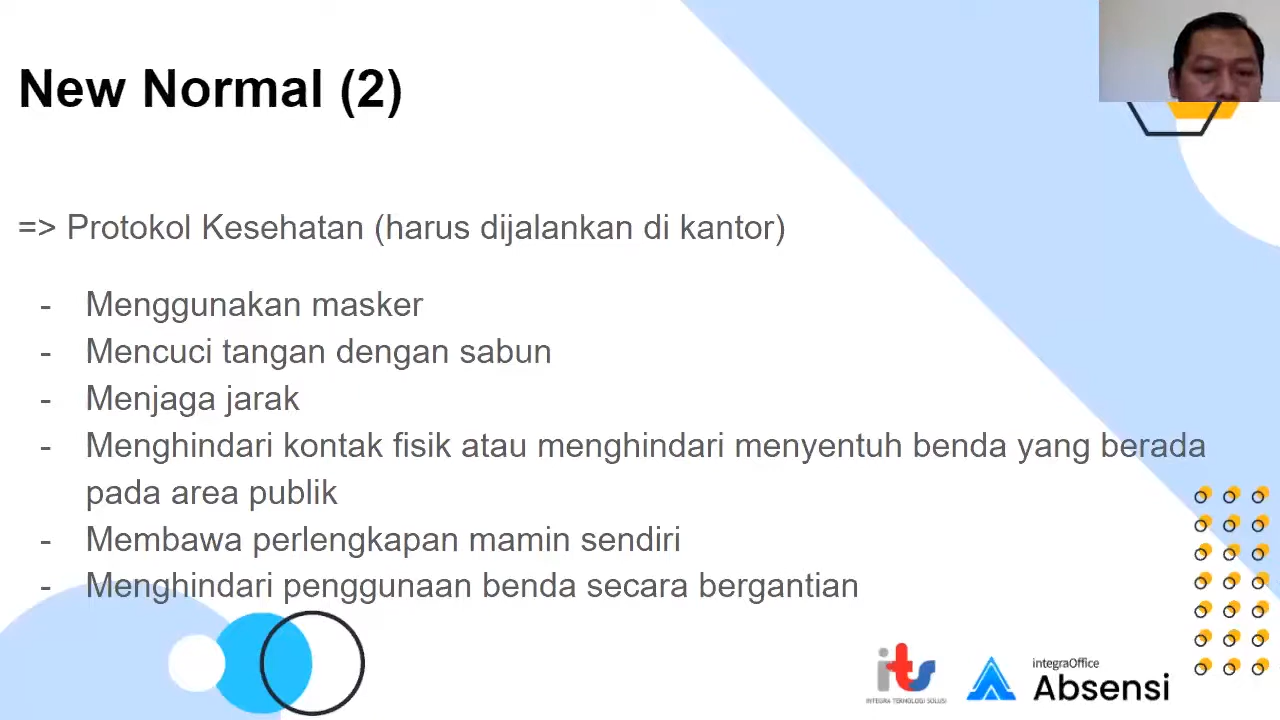 New Normal (2)
=> Protokol Kesehatan (harus dijalankan di kantor)
- Menggunakan masker
- Mencuci tangan dengan sabun
- Menjaga jarak
- Menghindari kontak fisik atau menghindari menyentuh benda yang berada
pada area publik
- Membawa perlengkapan mamin sendiri
- Menghindari penggunaan benda secara bergantian
its
INTEGRA TEKNOLOGI SOLUSI
integraOffice
Absensi